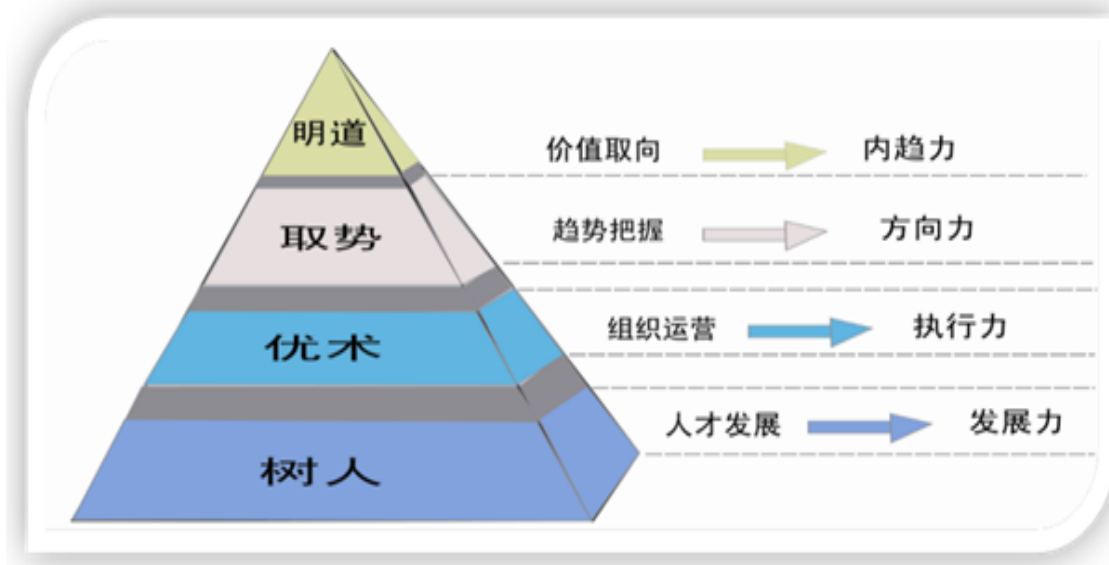 明道 价值取向 内趋力
取势 趋势把握 方向力
优术 组织运营 执行力
树人 人才发展 发展力